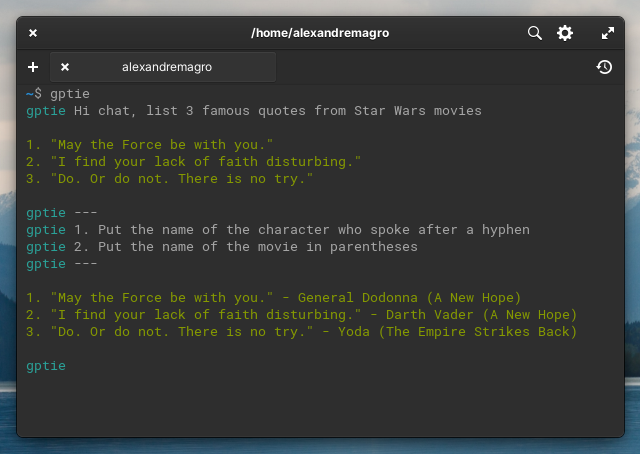 /home/alexandremagro
alexandremagro
~$ gptie
gptie Hi chat, list 3 famous quotes from Star Wars movies
1. "May the Force be with you."
2. "I find your lack of faith disturbing."
3. "Do. Or do not. There is no try."
gptie ---
gptie 1. Put the name of the character who spoke after a hyphen
gptie 2. Put the name of the movie in parentheses
gptie ---
1. "May the Force be with you." - General Dodonna (A New Hope)
2. "I find your lack of faith disturbing." - Darth Vader (A New Hope)
3. "Do. Or do not. There is no try." - Yoda (The Empire Strikes Back)
gptie